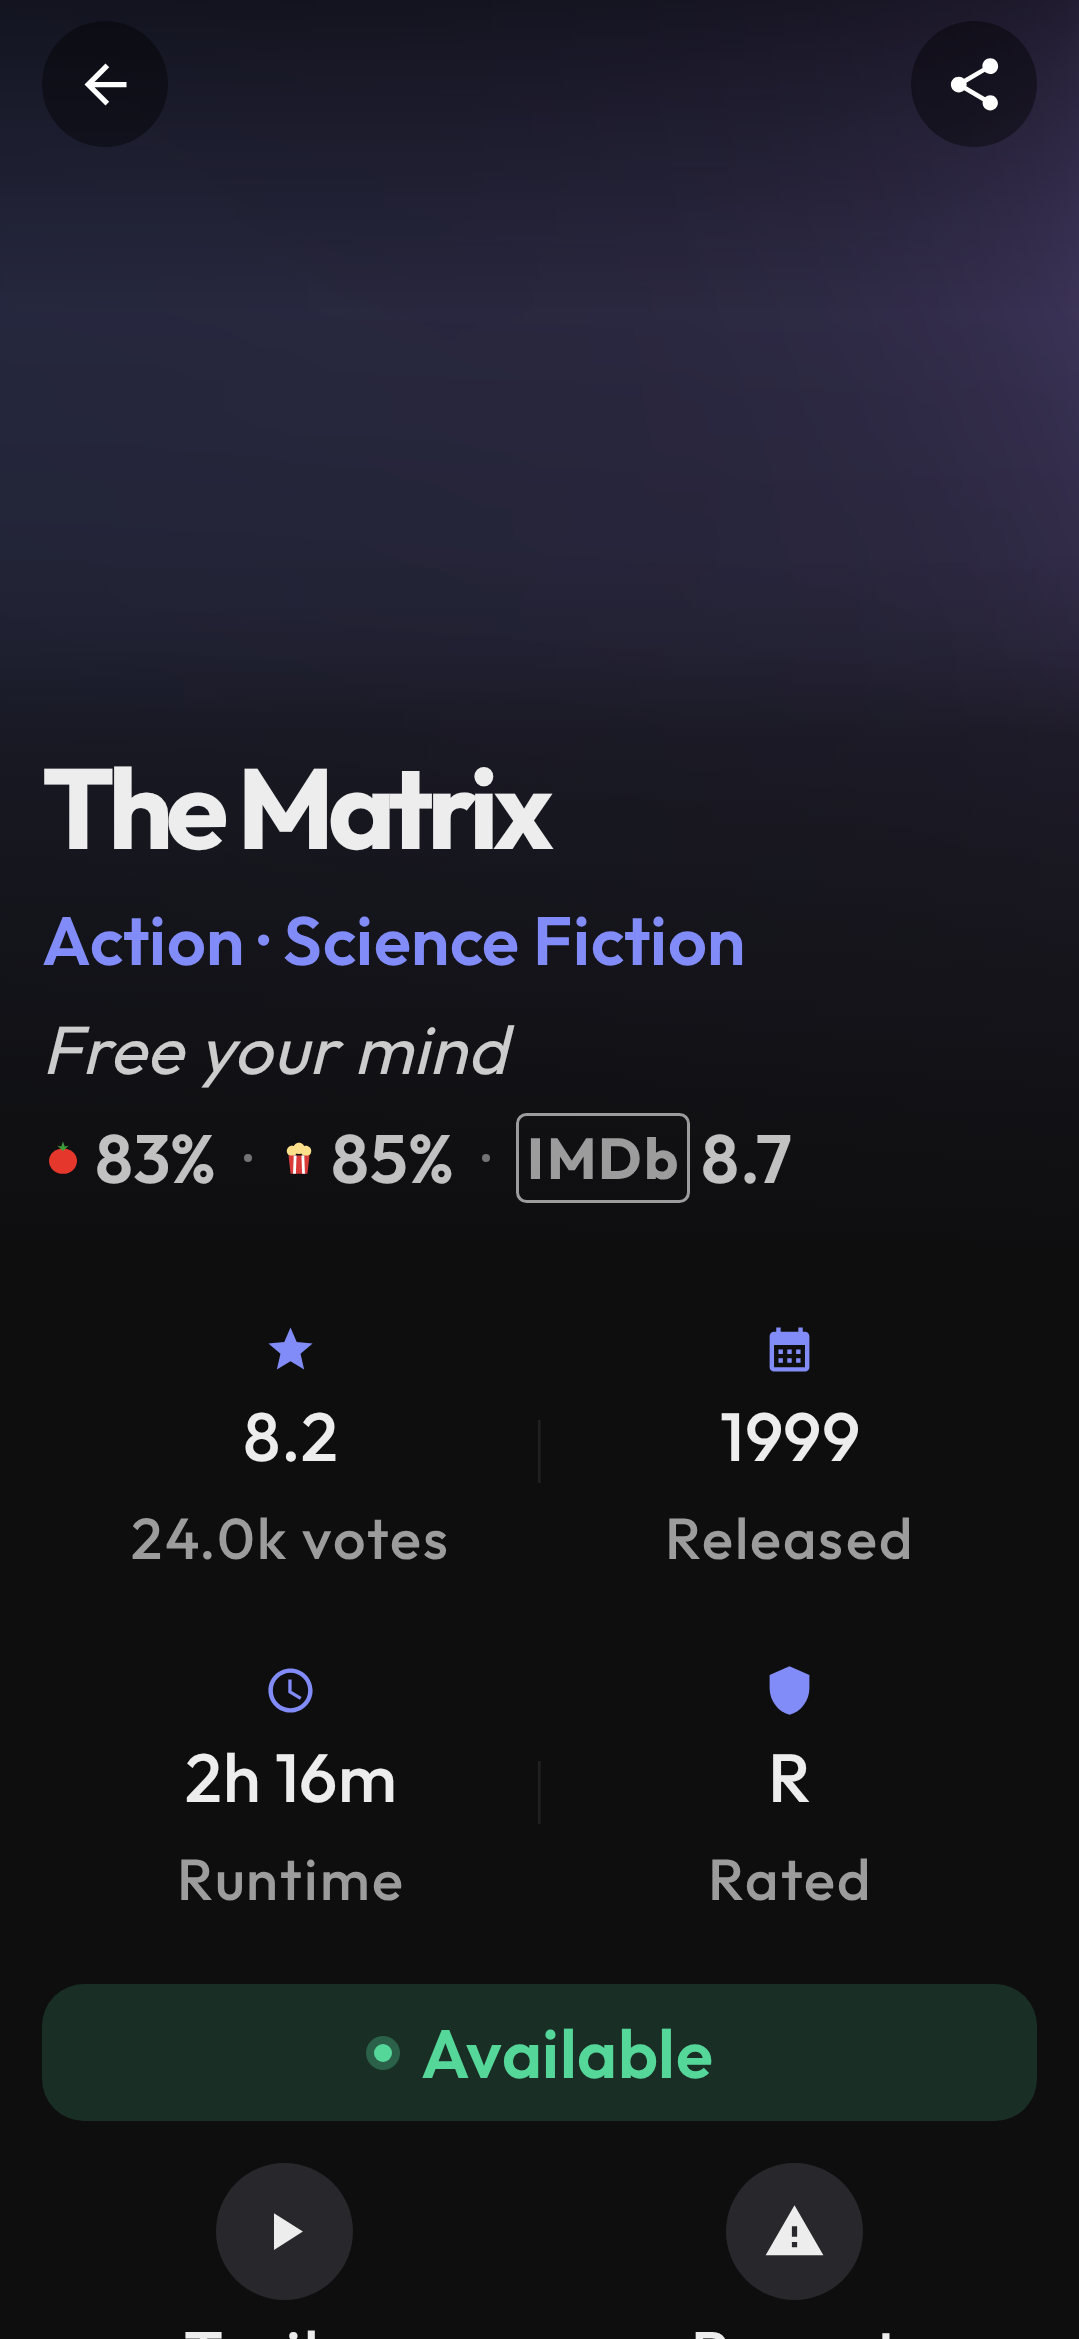 The Matrix
Action · Science Fiction
Free your mind
83% · 85% · IMDb 8.7
8.2
1999
24.0k votes
Released
2h 16m
R
Runtime
Rated
Available